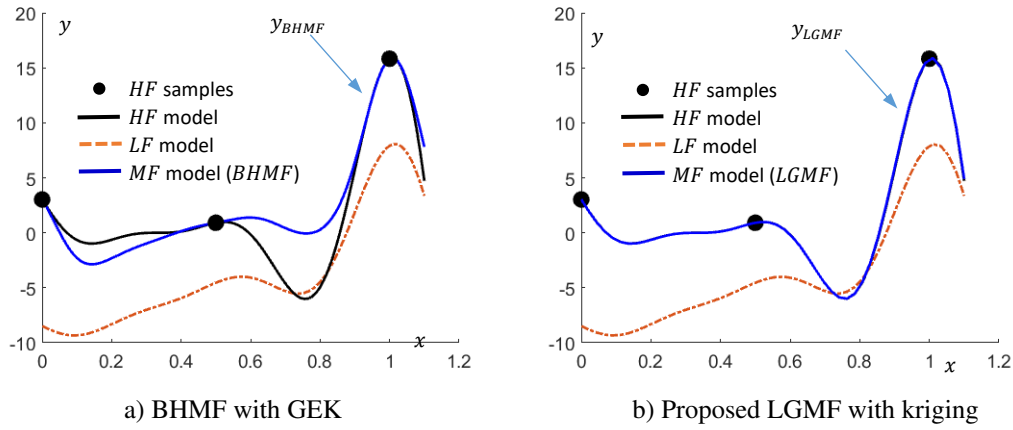 20
15
10
5
0
-5
-10
y
y_BHMF
HF samples
HF model
LF model
MF model (BHMF)
x
0 0.2 0.4 0.6 0.8 1 1.2
a) BHMF with GEK
20
15
10
5
0
-5
-10
y
y_LGMF
HF samples
HF model
LF model
MF model (LGMF)
x
0 0.2 0.4 0.6 0.8 1 1.2
b) Proposed LGMF with kriging